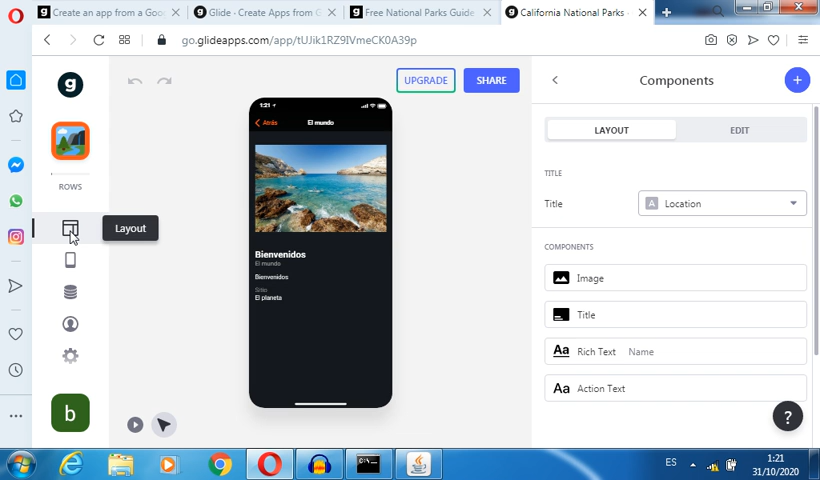 Create an app from a Goo
Glide - Create Apps from G
Free National Parks Guide
California National Parks -
go.glideapps.com/app/tUJik1RZ9IVmeCK0A39p
g
ROWS
Layout
b
UPGRADE
SHARE
1:21
Atrás
El mundo
Bienvenidos
El mundo
Bienvenidos
Sitio
El planeta
Components
LAYOUT
EDIT
TITLE
Title
A
Location
COMPONENTS
Image
Title
Aa Rich Text Name
Aa Action Text
?
ES
1:21
31/10/2020